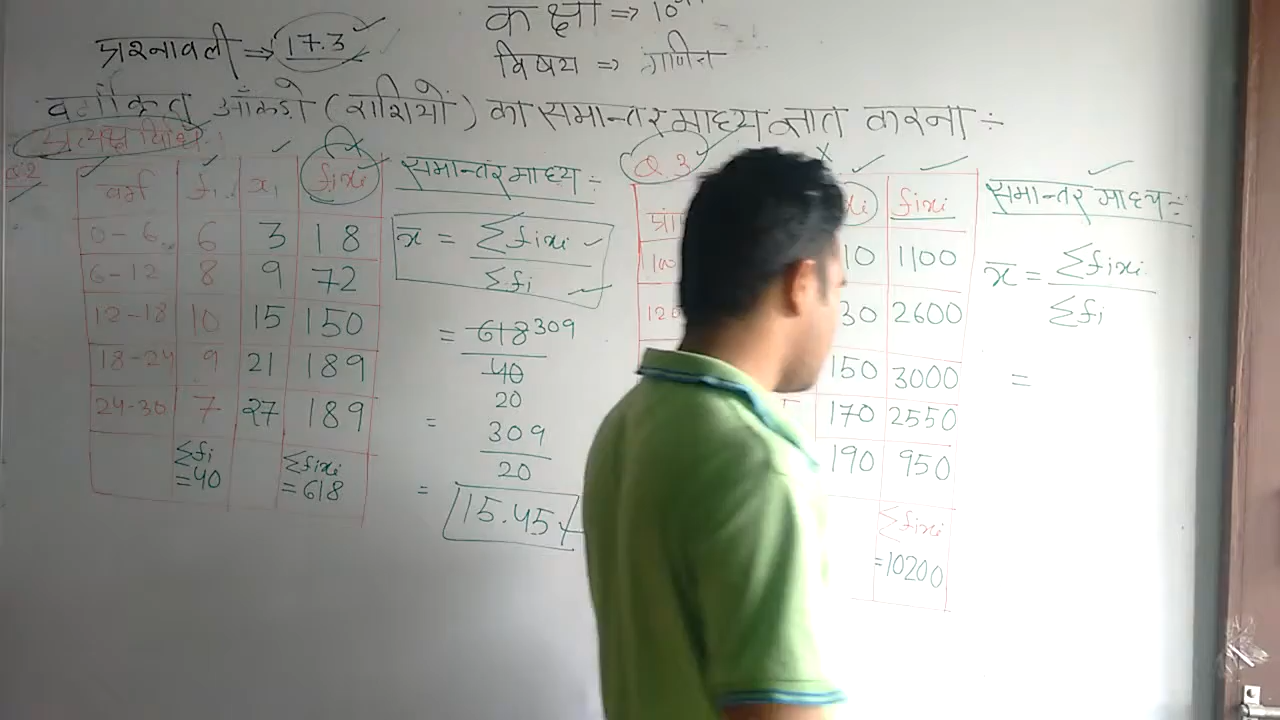 कक्षा ⇒ 10
प्रश्नावली ⇒ 17.3
विषय ⇒ गणित
वर्गीकृत आँकडो (राशियों) का समान्तर माध्य ज्ञात करना :-
प्रत्यक्ष विधि :
Q.2
वर्ग fi xi fixi
0-6 6 3 18
6-12 8 9 72
12-18 10 15 150
18-24 9 21 189
24-30 7 27 189
Σfi =40 Σfixi =618
समान्तर माध्य :-
x̄ = Σfixi / Σfi
= 618 309 / 40 20
= 309 / 20
= 15.45
Q.3
xi fixi
10 1100
30 2600
150 3000
170 2550
190 950
Σfixi =10200
समान्तर माध्य :-
x̄ = Σfixi / Σfi
=